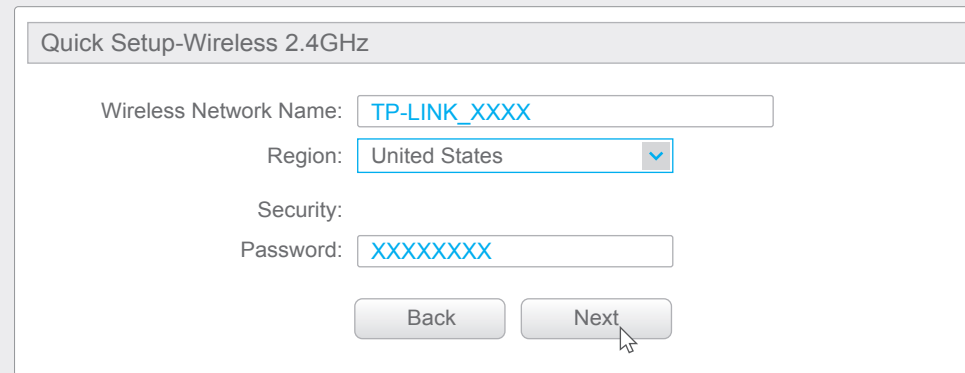 Quick Setup-Wireless 2.4GHz
Wireless Network Name: TP-LINK_XXXX
Region: United States
Security:
Password: XXXXXXXX
Back Next